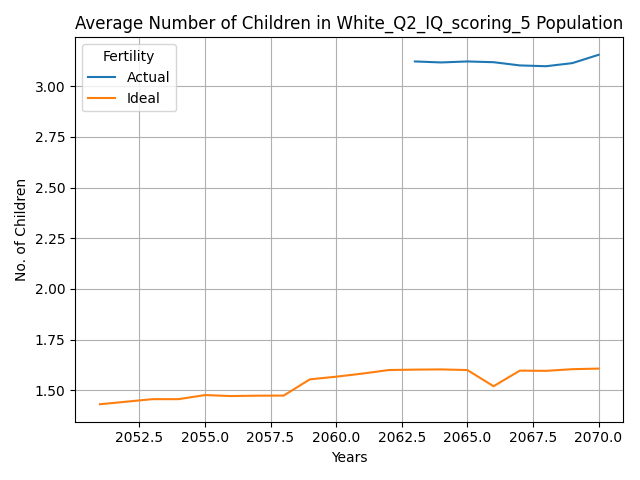 Average Number of Children in White_Q2_IQ_scoring_5 Population
Fertility
Actual
Ideal
3.00
2.75
2.50
2.25
2.00
1.75
1.50
No. of Children
2052.5 2055.0 2057.5 2060.0 2062.5 2065.0 2067.5 2070.0
Years